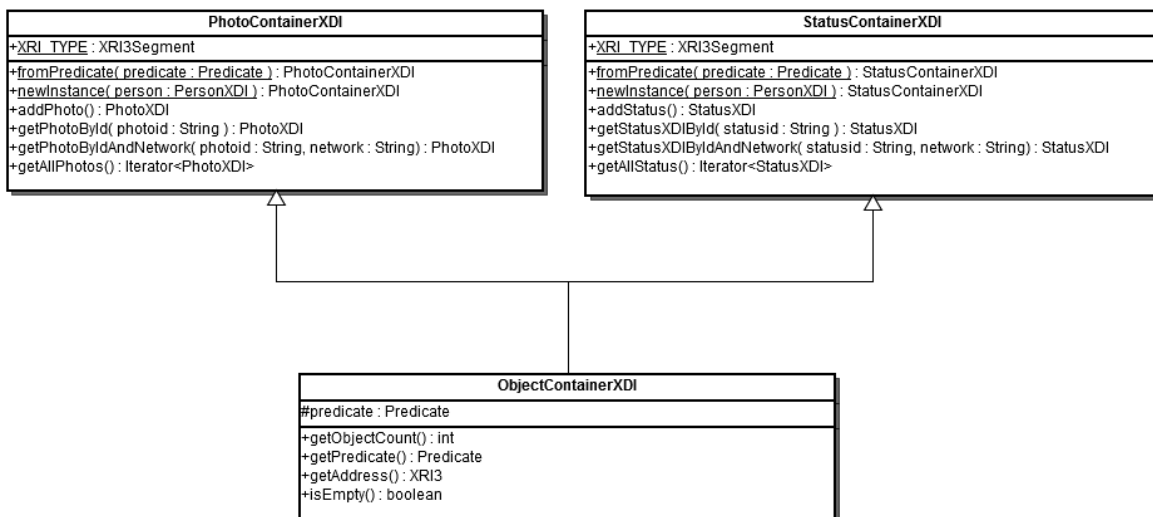 PhotoContainerXDI
+XRI_TYPE : XRI3Segment
+fromPredicate( predicate : Predicate ) : PhotoContainerXDI
+newInstance( person : PersonXDI ) : PhotoContainerXDI
+addPhoto() : PhotoXDI
+getPhotoById( photoid : String ) : PhotoXDI
+getPhotoByIdAndNetwork( photoid : String, network : String) : PhotoXDI
+getAllPhotos() : Iterator<PhotoXDI>
StatusContainerXDI
+XRI_TYPE : XRI3Segment
+fromPredicate( predicate : Predicate ) : StatusContainerXDI
+newInstance( person : PersonXDI ) : StatusContainerXDI
+addStatus() : StatusXDI
+getStatusXDIById( statusid : String ) : StatusXDI
+getStatusXDIByIdAndNetwork( statusid : String, network : String) : StatusXDI
+getAllStatus() : Iterator<StatusXDI>
ObjectContainerXDI
#predicate : Predicate
+getObjectCount() : int
+getPredicate() : Predicate
+getAddress() : XRI3
+isEmpty() : boolean